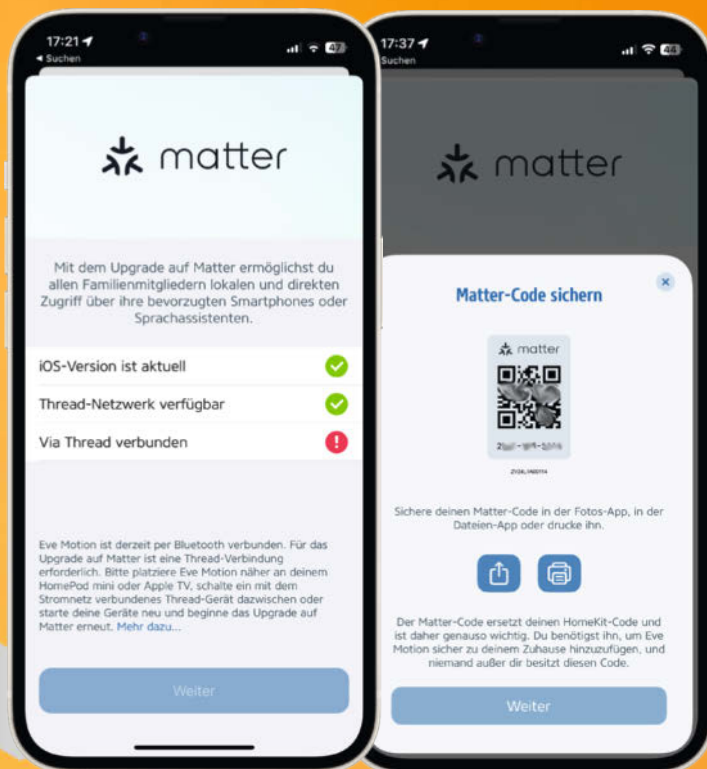 17:21
47
Suchen
matter
Mit dem Upgrade auf Matter ermöglichst du
allen Familienmitgliedern lokalen und direkten
Zugriff über ihre bevorzugten Smartphones oder
Sprachassistenten.
iOS-Version ist aktuell
Thread-Netzwerk verfügbar
Via Thread verbunden
Eve Motion ist derzeit per Bluetooth verbunden. Für das
Upgrade auf Matter ist eine Thread-Verbindung
erforderlich. Bitte platziere Eve Motion näher an deinem
HomePod mini oder Apple TV, schalte ein mit dem
Stromnetz verbundenes Thread-Gerät dazwischen oder
starte deine Geräte neu und beginne das Upgrade auf
Matter erneut. Mehr dazu...
Weiter
17:37
44
Suchen
matter
Matter-Code sichern
matter
Sichere deinen Matter-Code in der Fotos-App, in der
Dateien-App oder drucke ihn.
Der Matter-Code ersetzt deinen HomeKit-Code und
ist daher genauso wichtig. Du benötigst ihn, um Eve
Motion sicher zu deinem Zuhause hinzuzufügen, und
niemand außer dir besitzt diesen Code.
Weiter